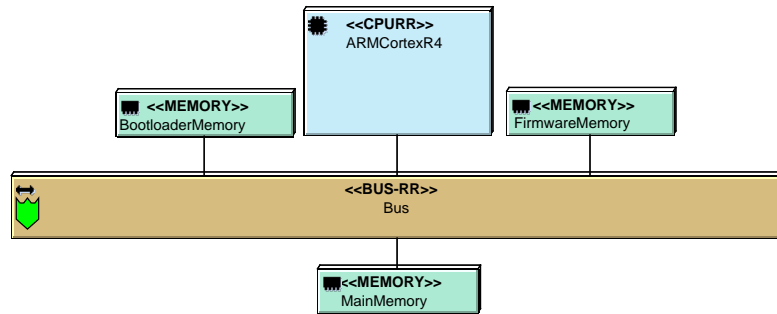 <<CPURR>>
ARMCortexR4
<<MEMORY>>
BootloaderMemory
<<MEMORY>>
FirmwareMemory
<<BUS-RR>>
Bus
<<MEMORY>>
MainMemory